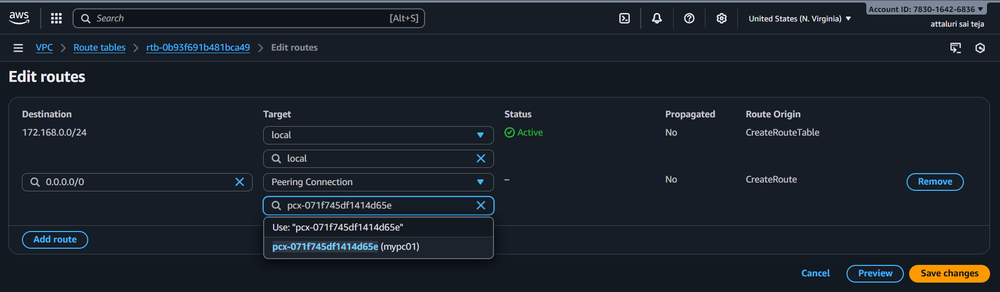 aws
Search [Alt+S]
United States (N. Virginia)
Account ID: 7830-1642-6836
attaluri sai teja
VPC
Route tables
rtb-0b93f691b481bca49
Edit routes
Edit routes
Destination Target Status Propagated Route Origin
172.168.0.0/24 local Active No CreateRouteTable
local
0.0.0.0/0 Peering Connection – No CreateRoute Remove
pcx-071f745df1414d65e
Use: "pcx-071f745df1414d65e"
pcx-071f745df1414d65e (mypc01)
Add route
Cancel Preview Save changes